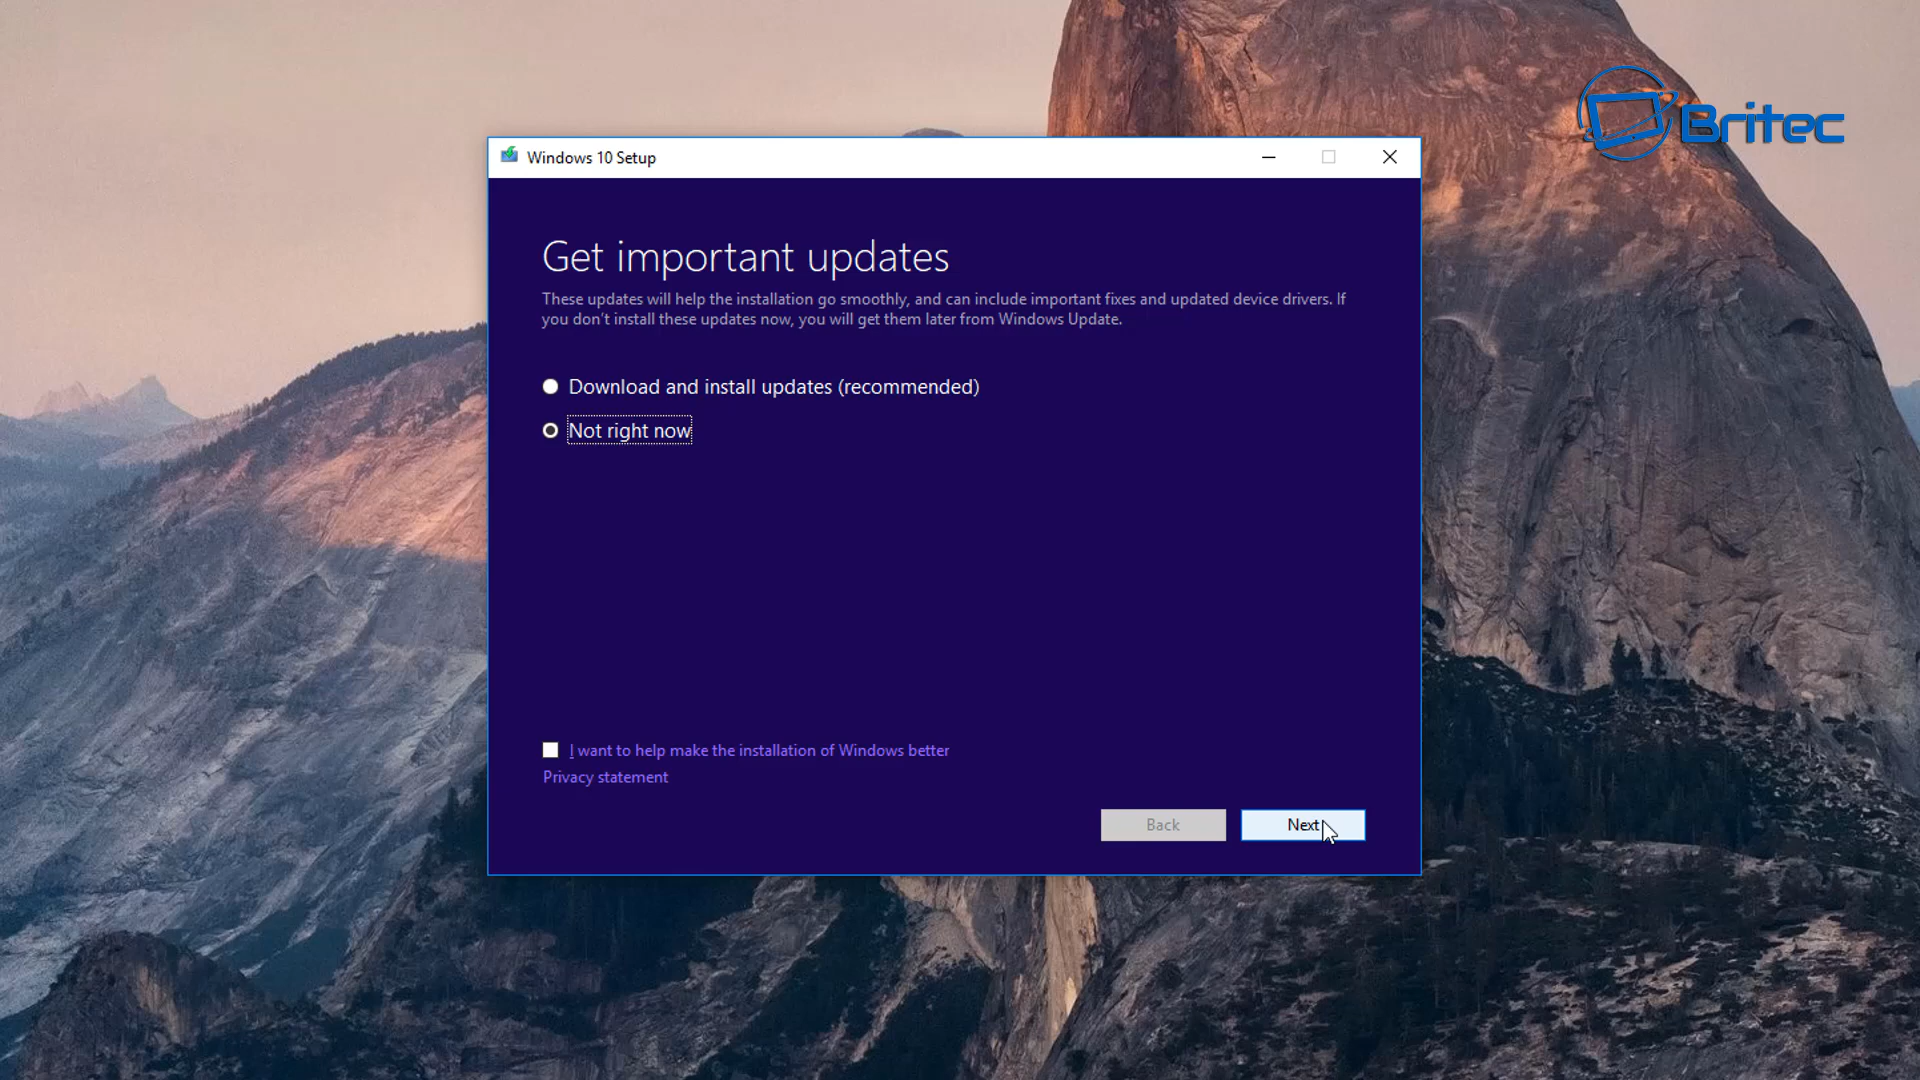 Britec
Windows 10 Setup
Get important updates
These updates will help the installation go smoothly, and can include important fixes and updated device drivers. If
you don't install these updates now, you will get them later from Windows Update.
Download and install updates (recommended)
Not right now
I want to help make the installation of Windows better
Privacy statement
Back
Next